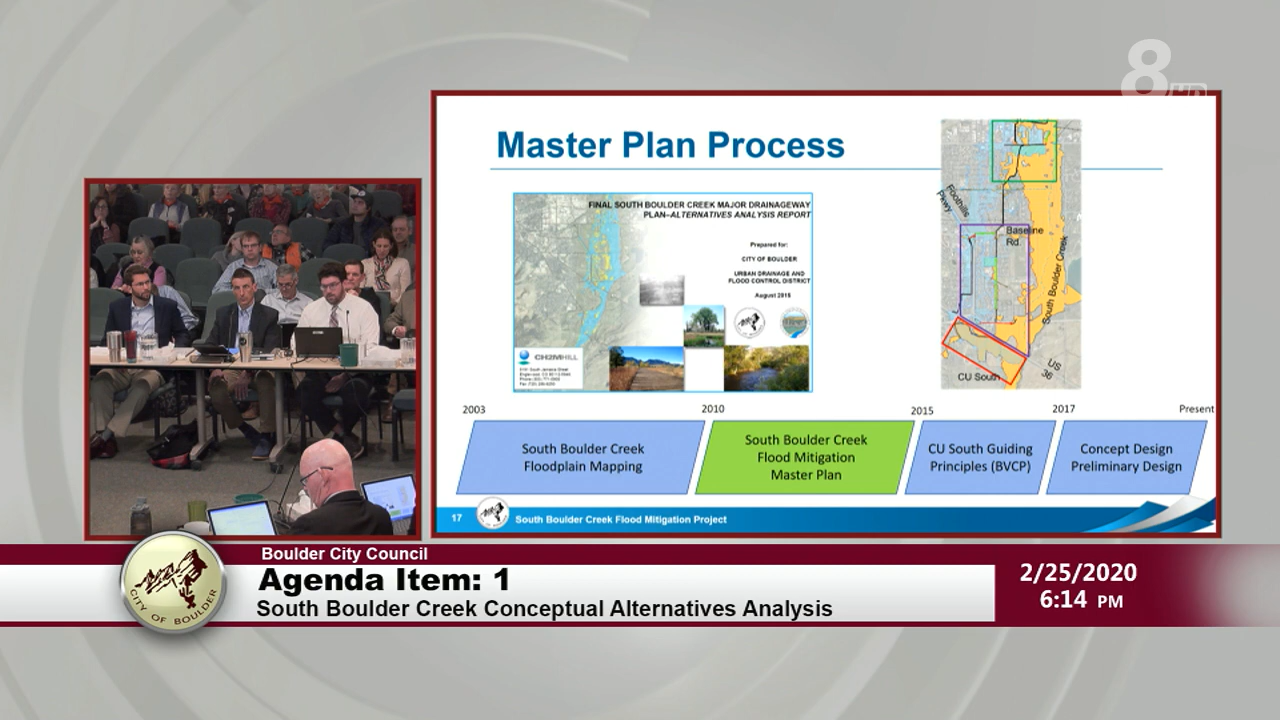 8HD
Master Plan Process
FINAL SOUTH BOULDER CREEK MAJOR DRAINAGEWAY
PLAN–ALTERNATIVES ANALYSIS REPORT
Prepared for:
CITY OF BOULDER
URBAN DRAINAGE AND
FLOOD CONTROL DISTRICT
August 2015
CH2MHILL
Foothills
Pkwy
Baseline
Rd.
South Boulder Creek
US
36
CU South
2003
2010
2015
2017
Present
South Boulder Creek
Floodplain Mapping
South Boulder Creek
Flood Mitigation
Master Plan
CU South Guiding
Principles (BVCP)
Concept Design
Preliminary Design
17
South Boulder Creek Flood Mitigation Project
Boulder City Council
Agenda Item: 1
South Boulder Creek Conceptual Alternatives Analysis
2/25/2020
6:14 PM
CITY OF BOULDER